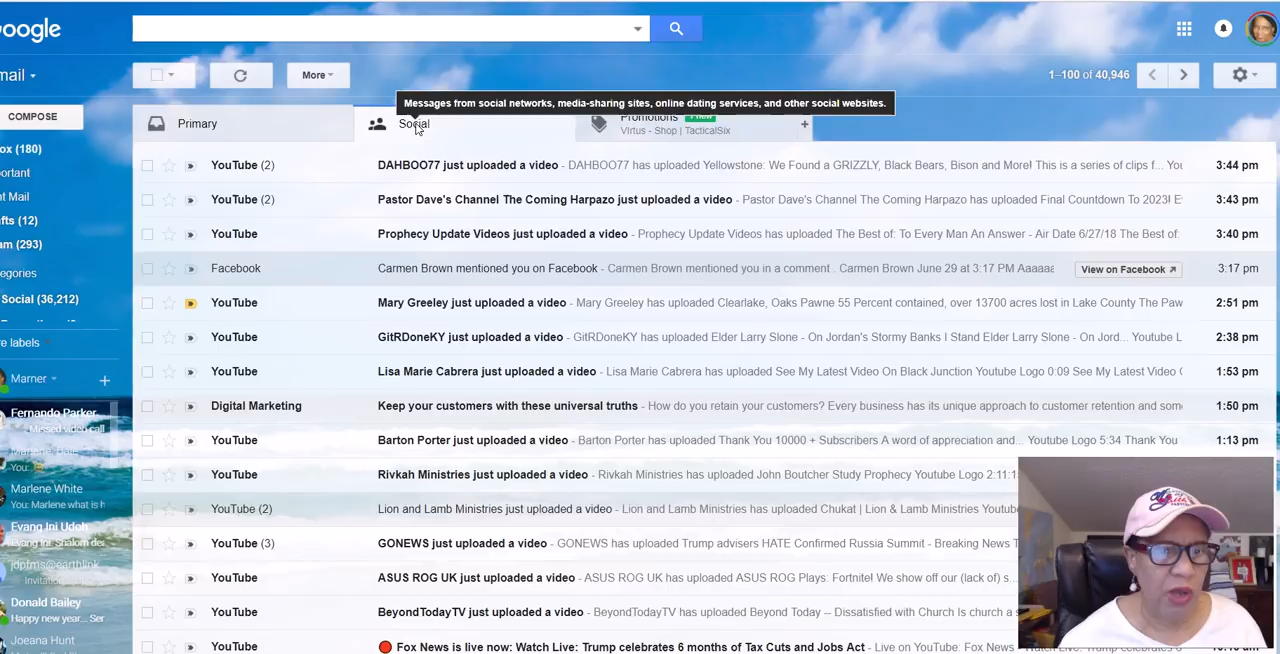 oogle
mail
More
1–100 of 40,946
Messages from social networks, media-sharing sites, online dating services, and other social websites.
COMPOSE
Primary
Social
Promotions
Virtus - Shop | TacticalSix
ox (180)
portant
nt Mail
fts (12)
am (293)
egories
Social (36,212)
re labels
Marner
Fernando Parker
Missed video call
You:
Marlene White
You: Marlene what is h
Evang Ini Udoh
Evang Ini: Shalom dea
jdpfms@earthlink
Invitation
Donald Bailey
Happy new year... Ser
Joeana Hunt
YouTube (2) DAHBOO77 just uploaded a video - DAHBOO77 has uploaded Yellowstone: We Found a GRIZZLY, Black Bears, Bison and More! This is a series of clips f... You 3:44 pm
YouTube (2) Pastor Dave's Channel The Coming Harpazo just uploaded a video - Pastor Dave's Channel The Coming Harpazo has uploaded Final Countdown To 2023! E 3:43 pm
YouTube Prophecy Update Videos just uploaded a video - Prophecy Update Videos has uploaded The Best of: To Every Man An Answer - Air Date 6/27/18 The Best of: 3:40 pm
Facebook Carmen Brown mentioned you on Facebook - Carmen Brown mentioned you in a comment . Carmen Brown June 29 at 3:17 PM Aaaaaa View on Facebook 3:17 pm
YouTube Mary Greeley just uploaded a video - Mary Greeley has uploaded Clearlake, Oaks Pawne 55 Percent contained, over 13700 acres lost in Lake County The Paw 2:51 pm
YouTube GitRDoneKY just uploaded a video - GitRDoneKY has uploaded Elder Larry Slone - On Jordan's Stormy Banks I Stand Elder Larry Slone - On Jord... Youtube L 2:38 pm
YouTube Lisa Marie Cabrera just uploaded a video - Lisa Marie Cabrera has uploaded See My Latest Video On Black Junction Youtube Logo 0:09 See My Latest Video 1:53 pm
Digital Marketing Keep your customers with these universal truths - How do you retain your customers? Every business has its unique approach to customer retention and som 1:50 pm
YouTube Barton Porter just uploaded a video - Barton Porter has uploaded Thank You 10000 + Subscribers A word of appreciation and... Youtube Logo 5:34 Thank You 1:13 pm
YouTube Rivkah Ministries just uploaded a video - Rivkah Ministries has uploaded John Boutcher Study Prophecy Youtube Logo 2:11:1
YouTube (2) Lion and Lamb Ministries just uploaded a video - Lion and Lamb Ministries has uploaded Chukat | Lion & Lamb Ministries Youtube
YouTube (3) GONEWS just uploaded a video - GONEWS has uploaded Trump advisers HATE Confirmed Russia Summit - Breaking News T
YouTube ASUS ROG UK just uploaded a video - ASUS ROG UK has uploaded ASUS ROG Plays: Fortnite! We show off our (lack of) s...
YouTube BeyondTodayTV just uploaded a video - BeyondTodayTV has uploaded Beyond Today -- Dissatisfied with Church Is church a s
YouTube Fox News is live now: Watch Live: Trump celebrates 6 months of Tax Cuts and Jobs Act - Live on YouTube: Fox News